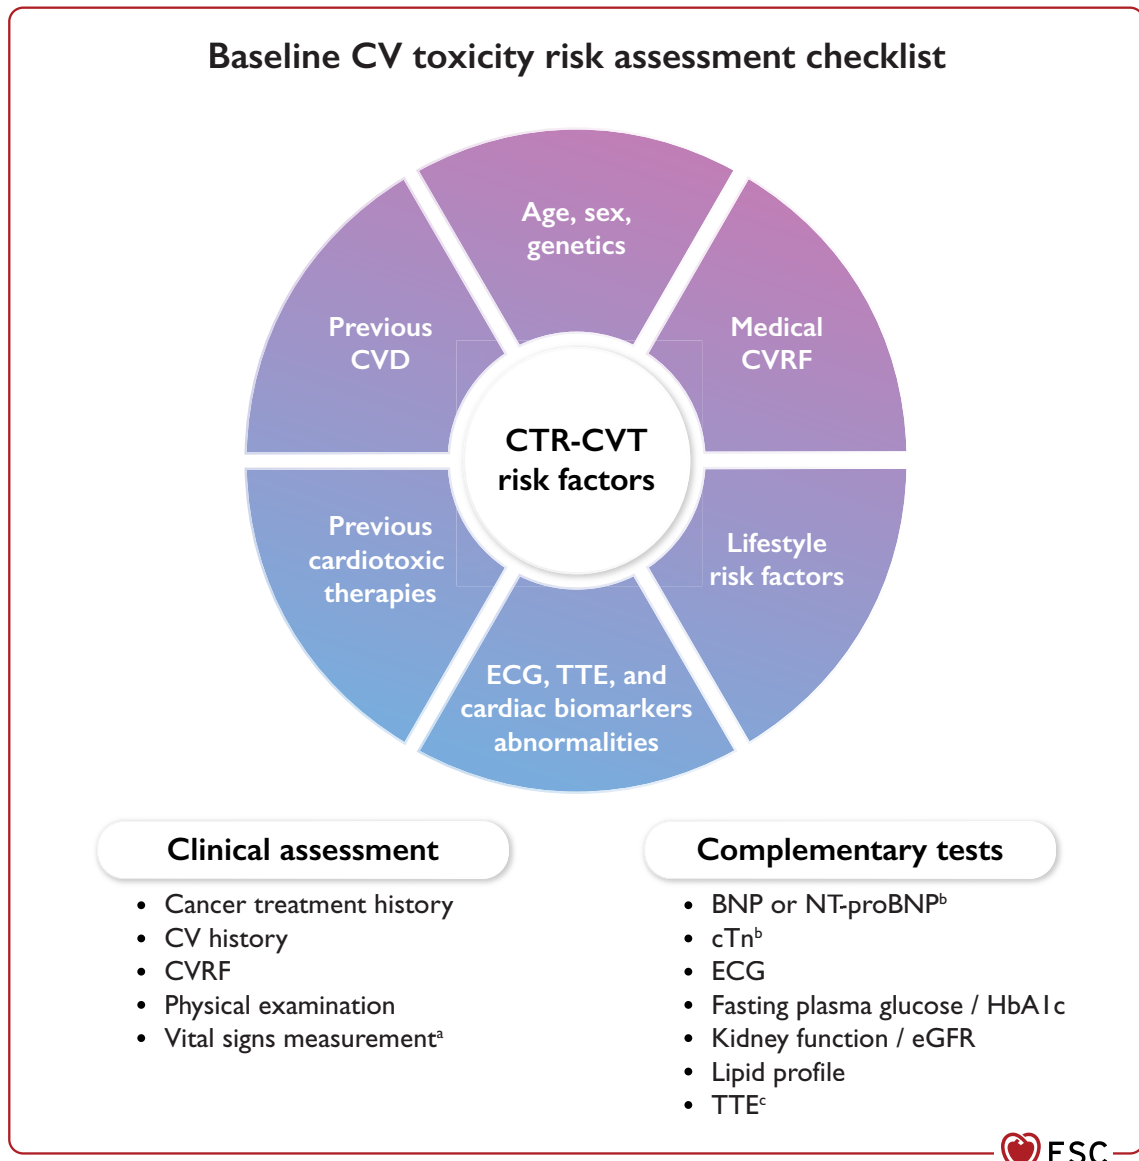 Baseline CV toxicity risk assessment checklist
Age, sex,
genetics
Previous
CVD
Medical
CVRF
CTR-CVT
risk factors
Previous
cardiotoxic
therapies
Lifestyle
risk factors
ECG, TTE, and
cardiac biomarkers
abnormalities
Clinical assessment
• Cancer treatment history
• CV history
• CVRF
• Physical examination
• Vital signs measurementᵃ
Complementary tests
• BNP or NT-proBNPᵇ
• cTnᵇ
• ECG
• Fasting plasma glucose / HbA1c
• Kidney function / eGFR
• Lipid profile
• TTEᶜ
ESC